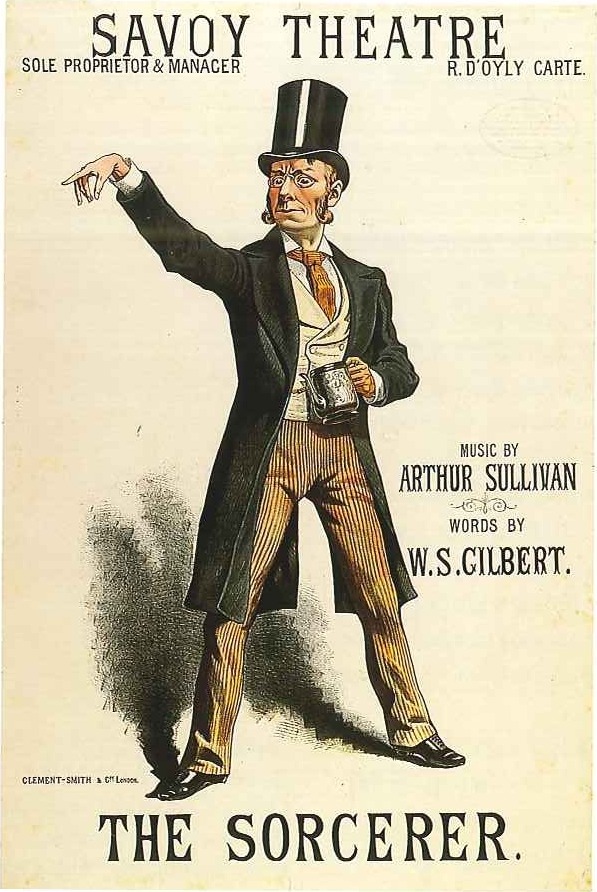 SAVOY THEATRE
SOLE PROPRIETOR & MANAGER R. D'OYLY CARTE.
MUSIC BY
ARTHUR SULLIVAN
WORDS BY
W. S. GILBERT.
CLEMENT-SMITH & Co. LONDON.
THE SORCERER.